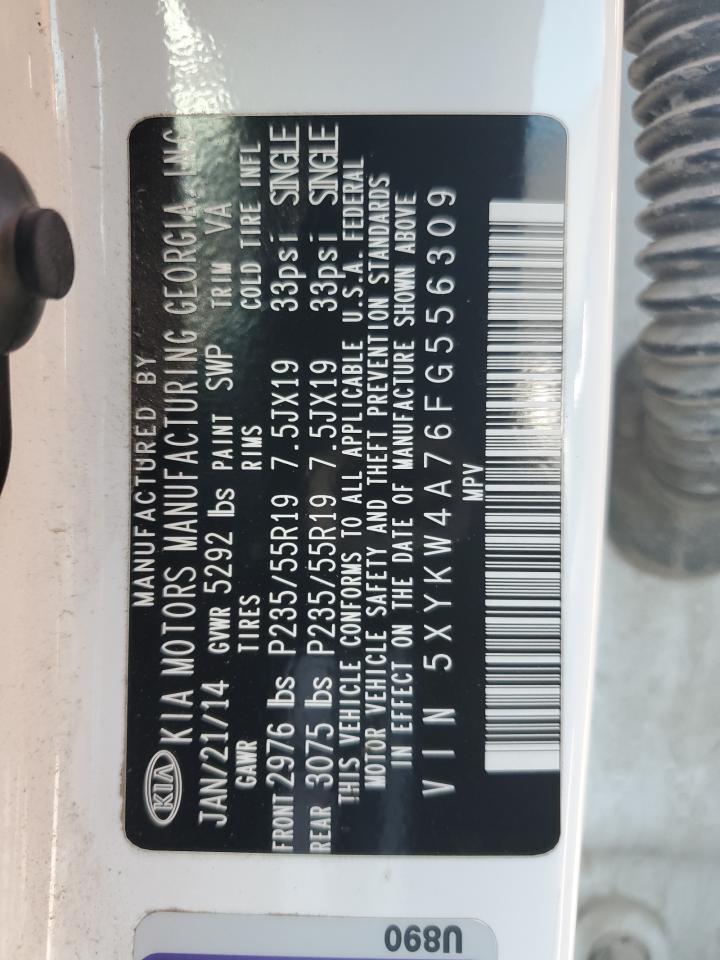 MANUFACTURED BY
KIA KIA MOTORS MANUFACTURING GEORGIA, INC
JAN/21/14 GVWR 5292 lbs PAINT SWP TRIM VA
GAWR TIRES RIMS COLD TIRE INFL
FRONT 2976 lbs P235/55R19 7.5JX19 33psi SINGLE
REAR 3075 lbs P235/55R19 7.5JX19 33psi SINGLE
THIS VEHICLE CONFORMS TO ALL APPLICABLE U.S.A. FEDERAL
MOTOR VEHICLE SAFETY AND THEFT PREVENTION STANDARDS
IN EFFECT ON THE DATE OF MANUFACTURE SHOWN ABOVE
VIN 5XYKW4A76FG556309
MPV
U890